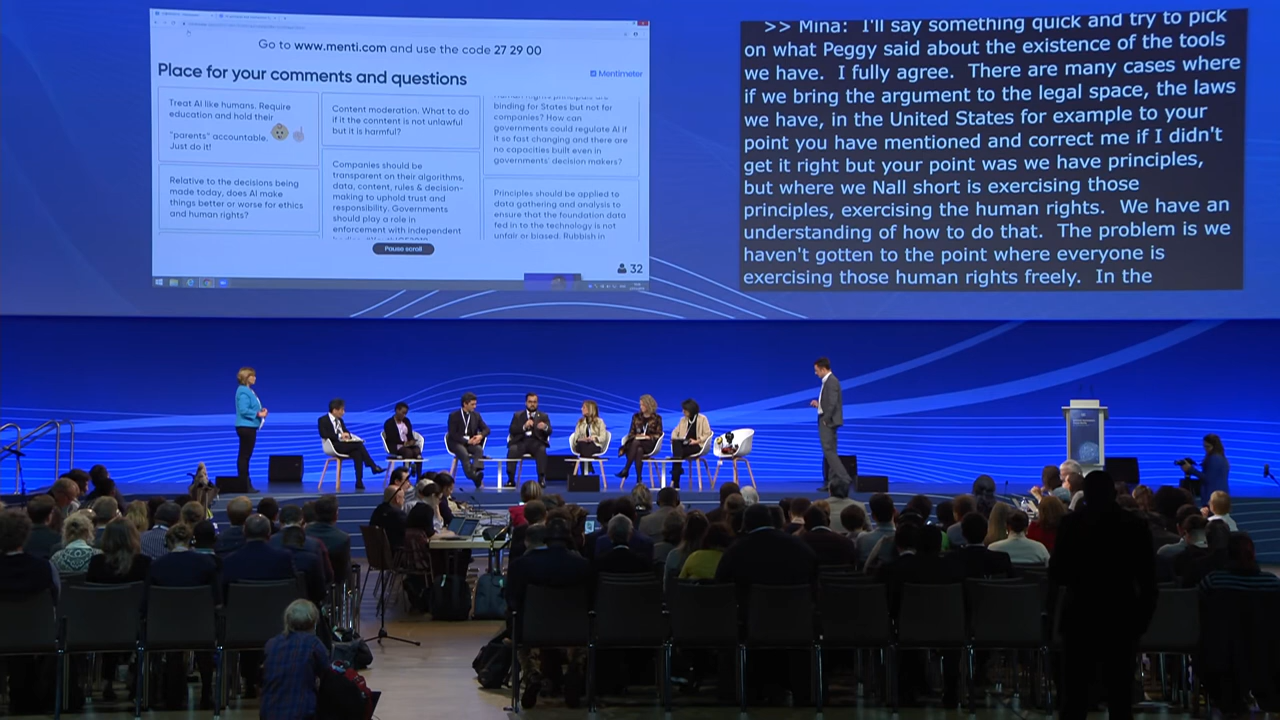 Go to www.menti.com and use the code 27 29 00
Place for your comments and questions
Mentimeter
Treat AI like humans. Require
education and hold their
"parents" accountable.
Just do it!
Relative to the decisions being
made today, does AI make
things better or worse for ethics
and human rights?
Content moderation. What to do
if it the conntent is not unlawful
but it is harmful?
Companies should be
transparent on their algorithms,
data, content, rules & decision-
making to uphold trust and
responsibility. Governments
should play a role in
enforcement with independent
binding for States but not for
companies? How can
governments could regulate AI if
it so fast changing and there are
no capacities built even in
governments' decision makers?
Principles should be applied to
data gathering and analysis to
ensure that the foundation data
fed in to the technology is not
unfair or biased. Rubbish in
Pause scroll
32
>> Mina: I'll say something quick and try to pick
on what Peggy said about the existence of the tools
we have. I fully agree. There are many cases where
if we bring the argument to the legal space, the laws
we have, in the United States for example to your
point you have mentioned and correct me if I didn't
get it right but your point was we have principles,
but where we Nall short is exercising those
principles, exercising the human rights. We have an
understanding of how to do that. The problem is we
haven't gotten to the point where everyone is
exercising those human rights freely. In the